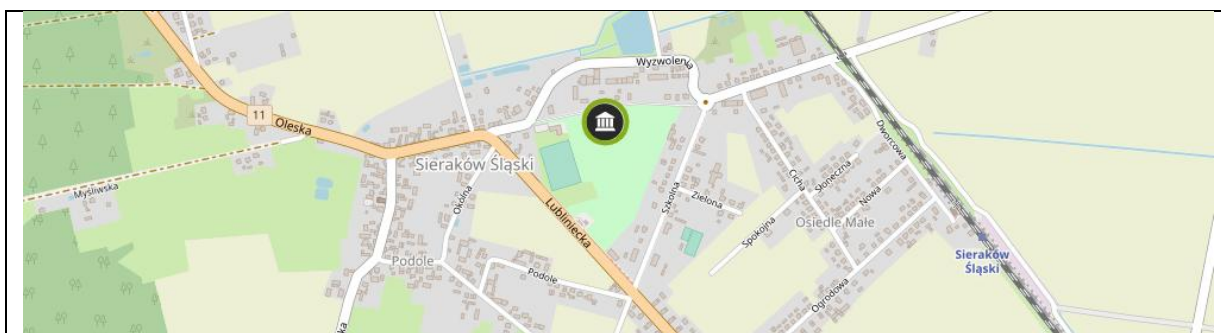 Wyzwolenia
11
Oleska
Dworcowa
Sieraków Śląski
Myśliwska
Okólna
Szkolna
Zielona
Cicha
Słoneczna
Nowa
Lubliniecka
Spokojna
Osiedle Małe
Podole
Podole
Sieraków
Śląski
Ogrodowa